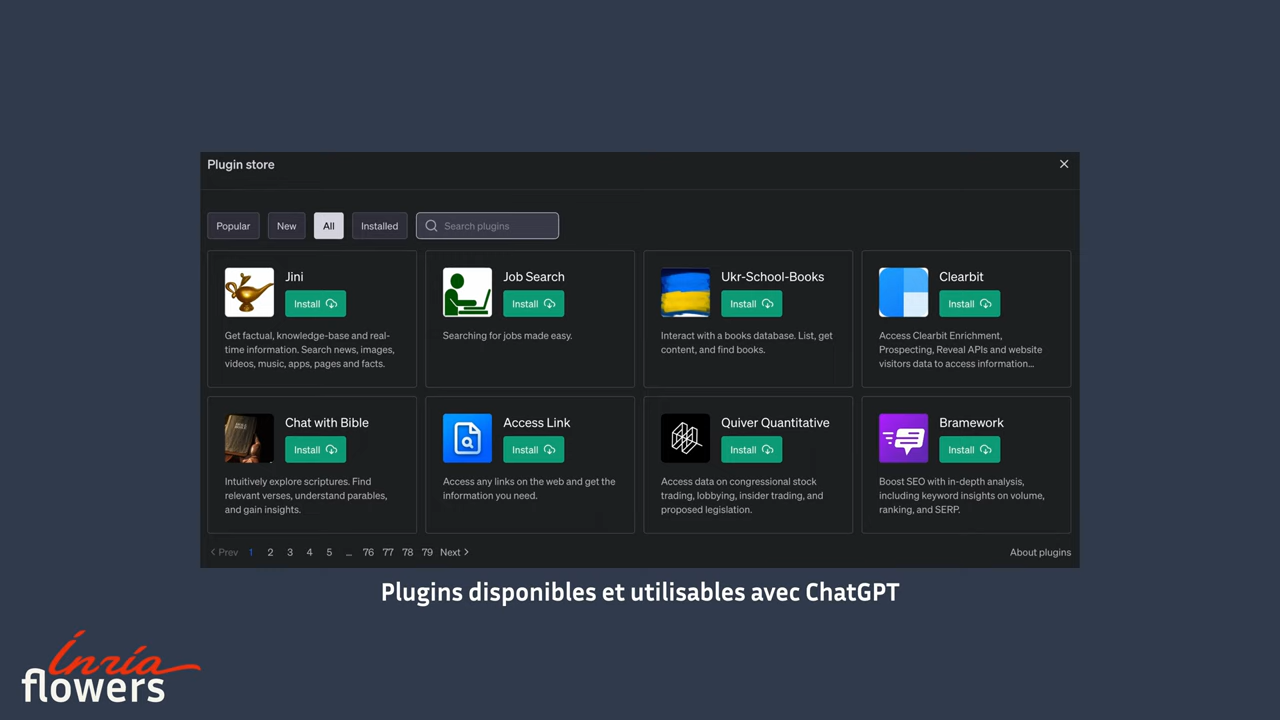 Plugin store
Popular
New
All
Installed
Search plugins
Jini
Install
Get factual, knowledge-base and real-
time information. Search news, images,
videos, music, apps, pages and facts.
Job Search
Install
Searching for jobs made easy.
Ukr-School-Books
Install
Interact with a books database. List, get
content, and find books.
Clearbit
Install
Access Clearbit Enrichment,
Prospecting, Reveal APIs and website
visitors data to access information...
Chat with Bible
Install
Intuitively explore scriptures. Find
relevant verses, understand parables,
and gain insights.
Access Link
Install
Access any links on the web and get the
information you need.
Quiver Quantitative
Install
Access data on congressional stock
trading, lobbying, insider trading, and
proposed legislation.
Bramework
Install
Boost SEO with in-depth analysis,
including keyword insights on volume,
ranking, and SERP.
Prev 1 2 3 4 5 ... 76 77 78 79 Next
About plugins
Plugins disponibles et utilisables avec ChatGPT
Inria
flowers